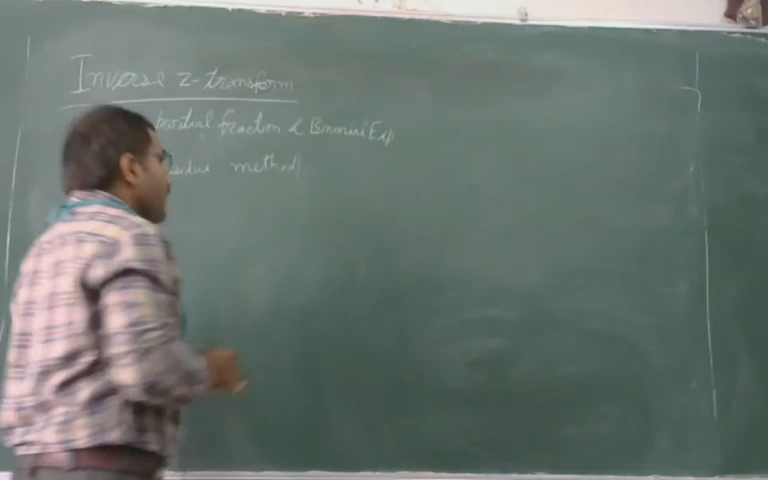 Inverse z-transform
partial fraction & Binomial Exp
method